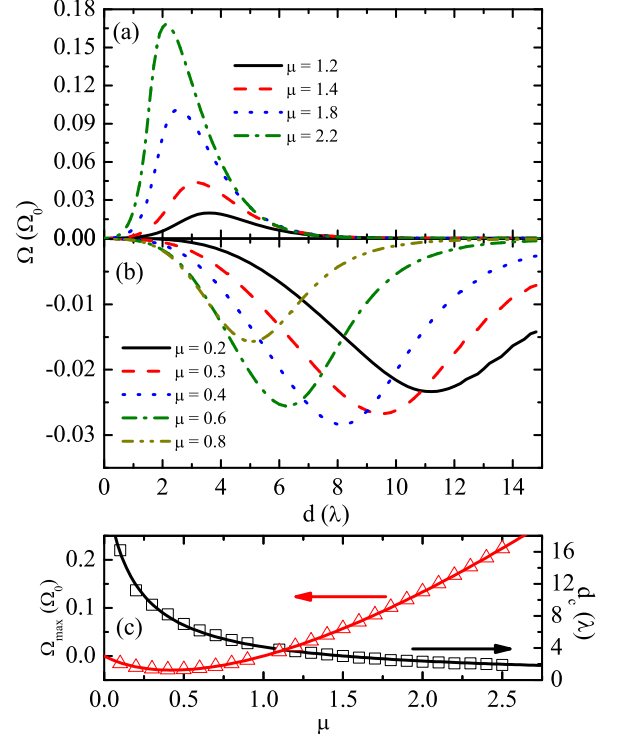 0.18
(a)
0.15
μ = 1.2
0.12
μ = 1.4
μ = 1.8
0.09
μ = 2.2
0.06
0.03
0.00
Ω (Ω₀)
(b)
-0.01
μ = 0.2
-0.02
μ = 0.3
μ = 0.4
μ = 0.6
-0.03
μ = 0.8
0 2 4 6 8 10 12 14
d (λ)
0.2
16
12
0.1
8
(c)
4
0.0
0
Ω_max (Ω₀)
d_c (λ)
0.0 0.5 1.0 1.5 2.0 2.5
μ